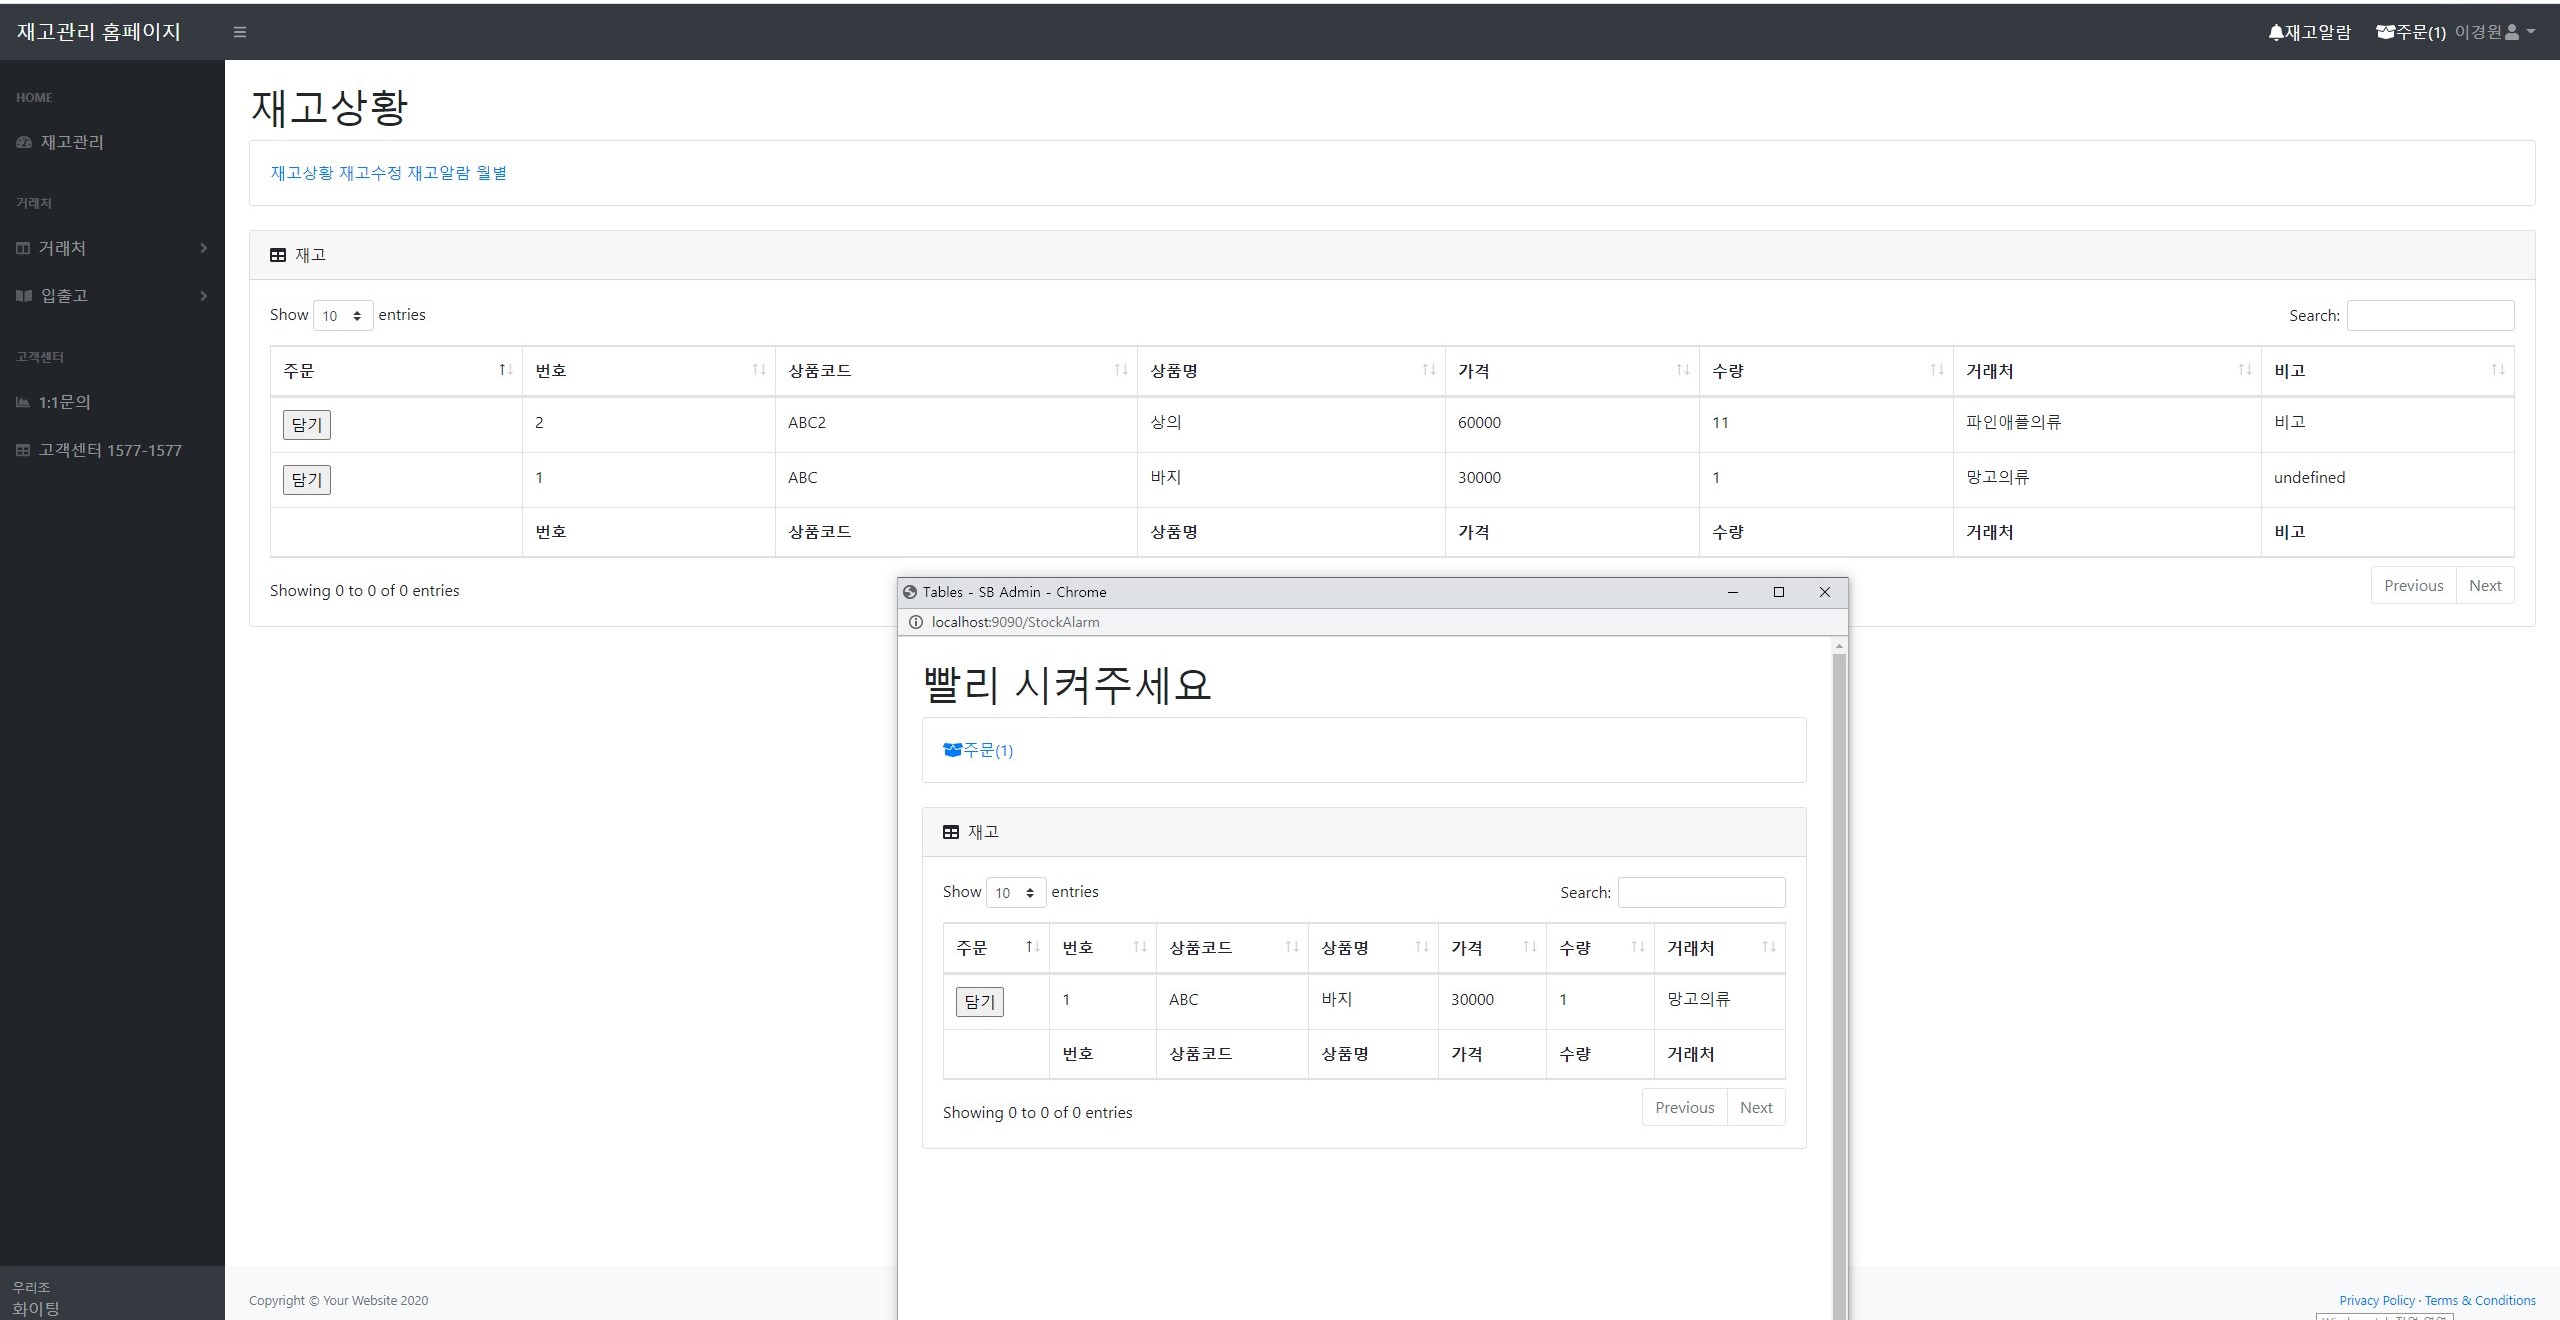 재고관리 홈페이지
재고알람 주문(1) 이경원
HOME
재고관리
거래처
거래처
입출고
고객센터
1:1문의
고객센터 1577-1577
우리조
화이팅
재고상황
재고상황 재고수정 재고알람 월별
재고
Show 10 entries Search:
주문 번호 상품코드 상품명 가격 수량 거래처 비고
담기 2 ABC2 상의 60000 11 파인애플의류 비고
담기 1 ABC 바지 30000 1 망고의류 undefined
번호 상품코드 상품명 가격 수량 거래처 비고
Showing 0 to 0 of 0 entries Previous Next
Tables - SB Admin - Chrome
localhost:9090/StockAlarm
빨리 시켜주세요
주문(1)
재고
Show 10 entries Search:
주문 번호 상품코드 상품명 가격 수량 거래처
담기 1 ABC 바지 30000 1 망고의류
번호 상품코드 상품명 가격 수량 거래처
Showing 0 to 0 of 0 entries Previous Next
Copyright © Your Website 2020
Privacy Policy · Terms & Conditions